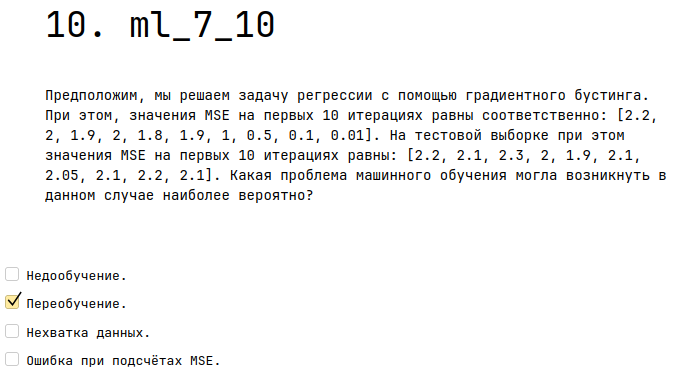 10. ml_7_10
Предположим, мы решаем задачу регрессии с помощью градиентного бустинга.
При этом, значения MSE на первых 10 итерациях равны соответственно: [2.2,
2, 1.9, 2, 1.8, 1.9, 1, 0.5, 0.1, 0.01]. На тестовой выборке при этом
значения MSE на первых 10 итерациях равны: [2.2, 2.1, 2.3, 2, 1.9, 2.1,
2.05, 2.1, 2.2, 2.1]. Какая проблема машинного обучения могла возникнуть в
данном случае наиболее вероятно?
Недообучение.
Переобучение.
Нехватка данных.
Ошибка при подсчётах MSE.